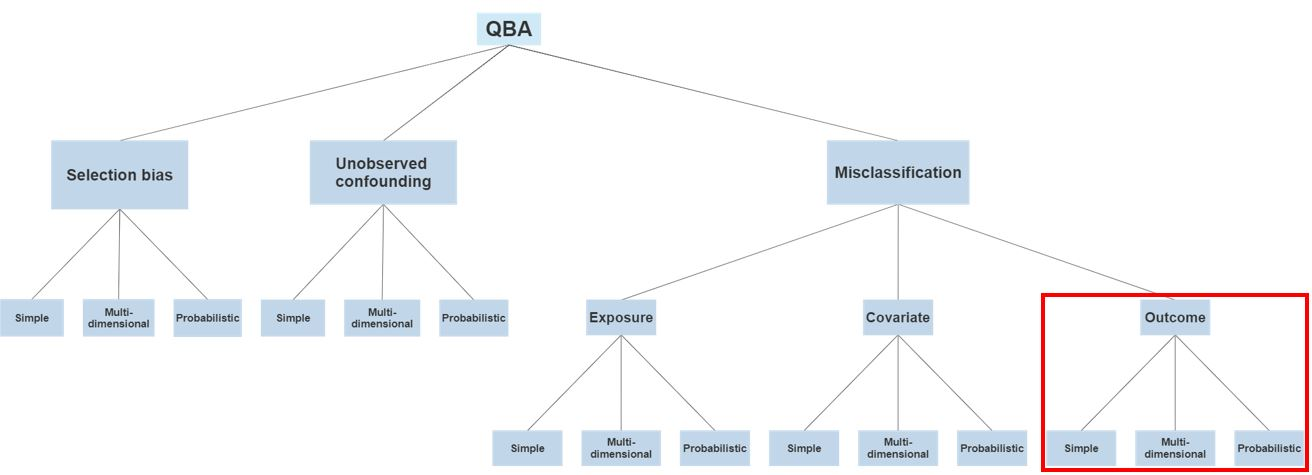 QBA
Selection bias
Unobserved
confounding
Misclassification
Simple
Multi-
dimensional
Probabilistic
Simple
Multi-
dimensional
Probabilistic
Exposure
Covariate
Outcome
Simple
Multi-
dimensional
Probabilistic
Simple
Multi-
dimensional
Probabilistic
Simple
Multi-
dimensional
Probabilistic